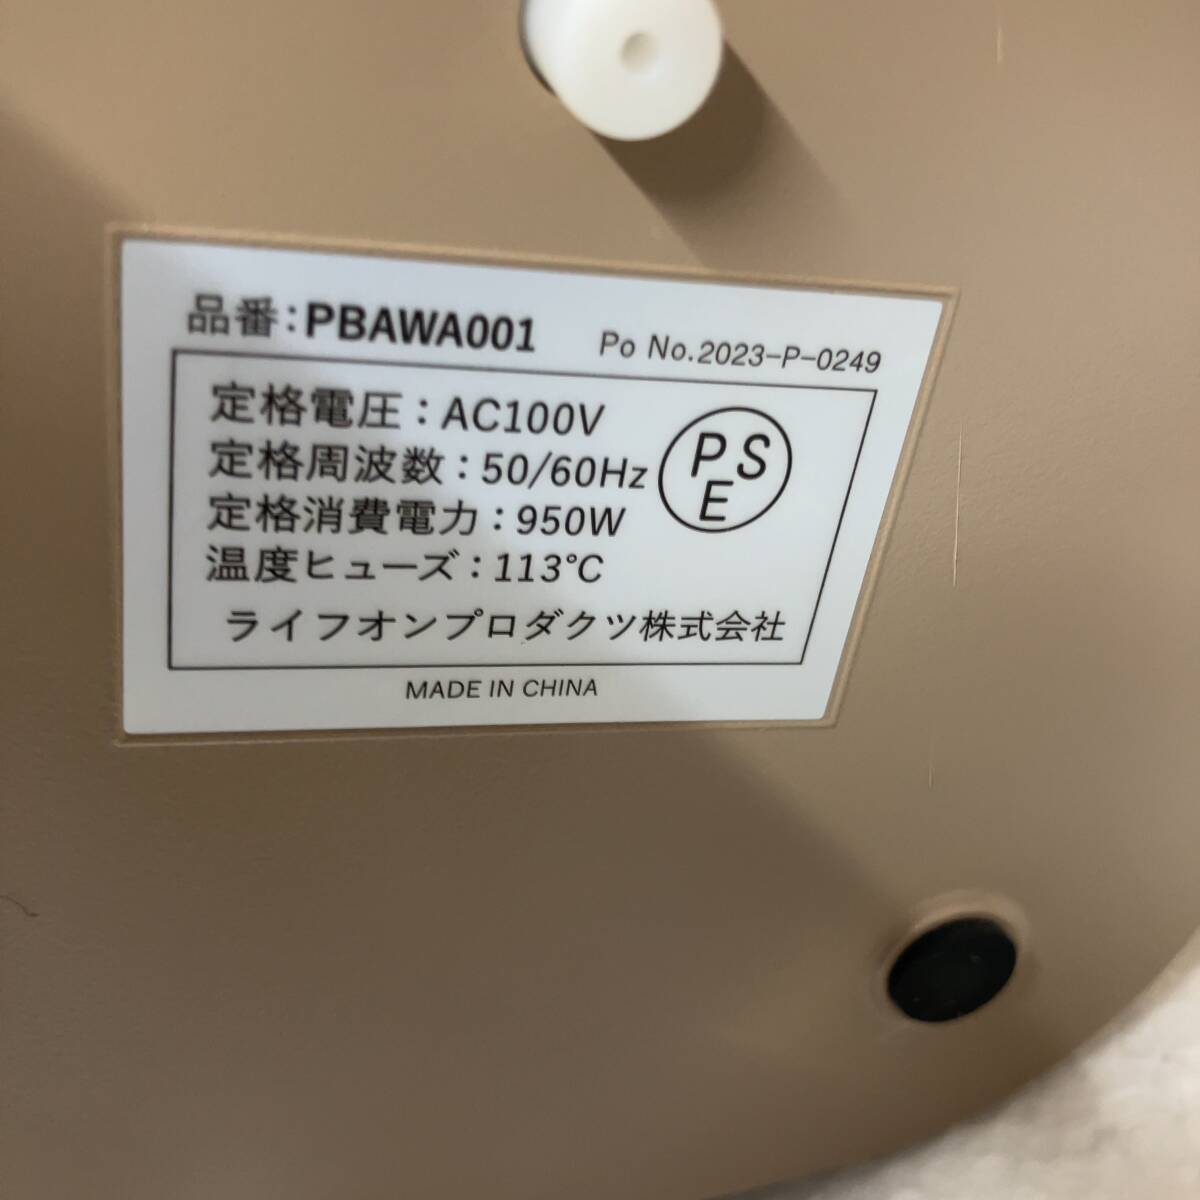 品番:PBAWA001 Po No.2023-P-0249
定格電圧:AC100V
定格周波数:50/60Hz
定格消費電力:950W
温度ヒューズ:113°C
PSE
ライフオンプロダクツ株式会社
MADE IN CHINA